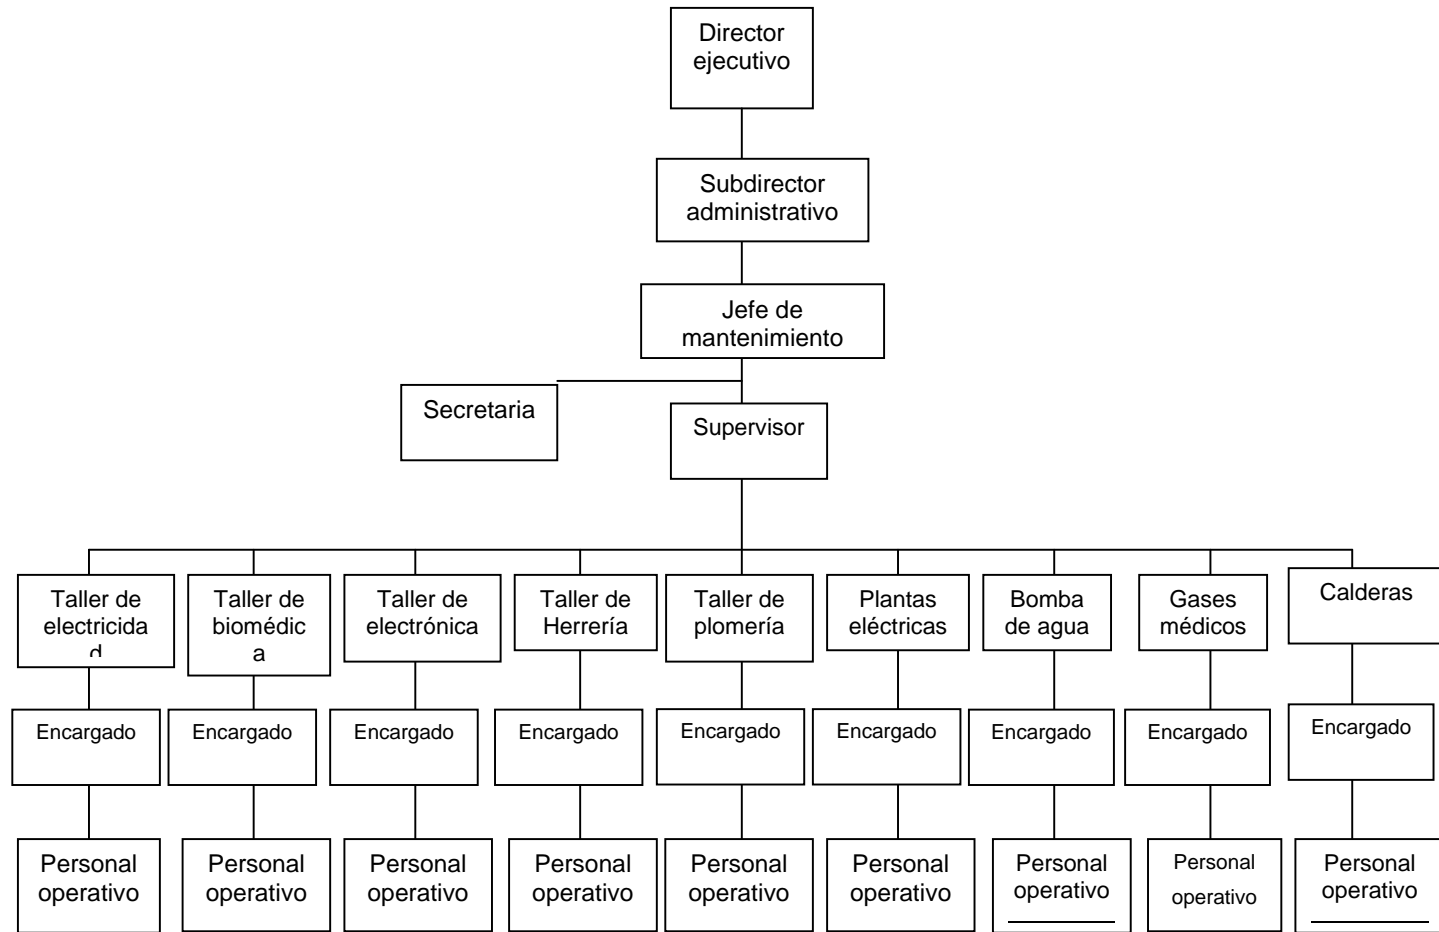 Director
ejecutivo
Subdirector
administrativo
Jefe de
mantenimiento
Secretaria
Supervisor
Taller de
electricida
d
Taller de
biomédic
a
Taller de
electrónica
Taller de
Herrería
Taller de
plomería
Plantas
eléctricas
Bomba
de agua
Gases
médicos
Calderas
Encargado
Encargado
Encargado
Encargado
Encargado
Encargado
Encargado
Encargado
Encargado
Personal
operativo
Personal
operativo
Personal
operativo
Personal
operativo
Personal
operativo
Personal
operativo
Personal
operativo
Personal
operativo
Personal
operativo